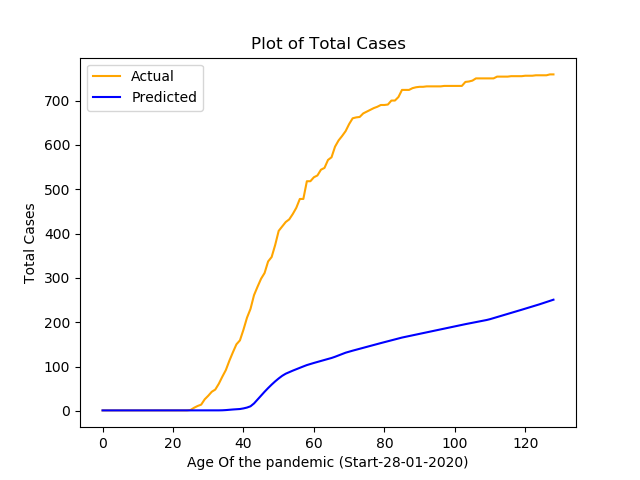 Plot of Total Cases
Actual
Predicted
700
600
500
400
300
200
100
0
Total Cases
0 20 40 60 80 100 120
Age Of the pandemic (Start-28-01-2020)